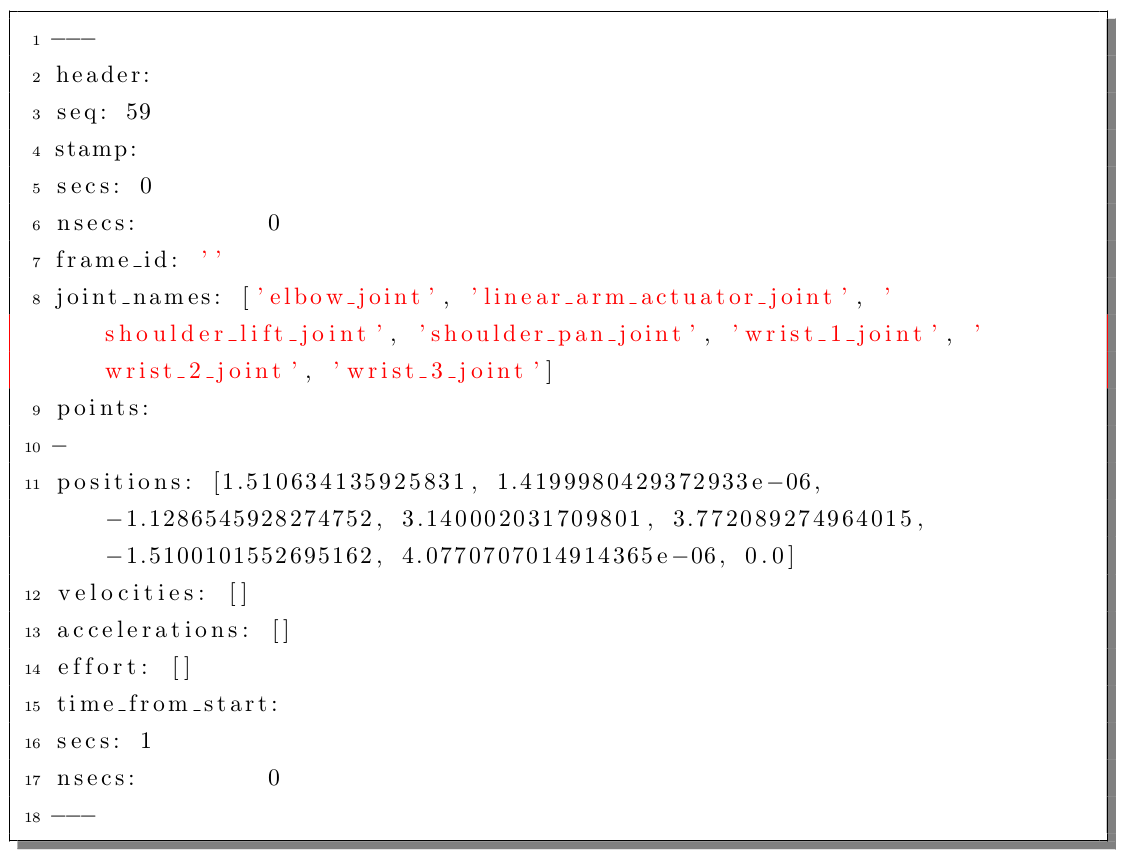 1 ---
2 header:
3 seq: 59
4 stamp:
5 secs: 0
6 nsecs: 0
7 frame_id: ''
8 joint_names: ['elbow_joint', 'linear_arm_actuator_joint', '
shoulder_lift_joint', 'shoulder_pan_joint', 'wrist_1_joint', '
wrist_2_joint', 'wrist_3_joint']
9 points:
10 -
11 positions: [1.510634135925831, 1.4199980429372933e-06,
-1.1286545928274752, 3.140002031709801, 3.772089274964015,
-1.5100101552695162, 4.0770707014914365e-06, 0.0]
12 velocities: []
13 accelerations: []
14 effort: []
15 time_from_start:
16 secs: 1
17 nsecs: 0
18 ---